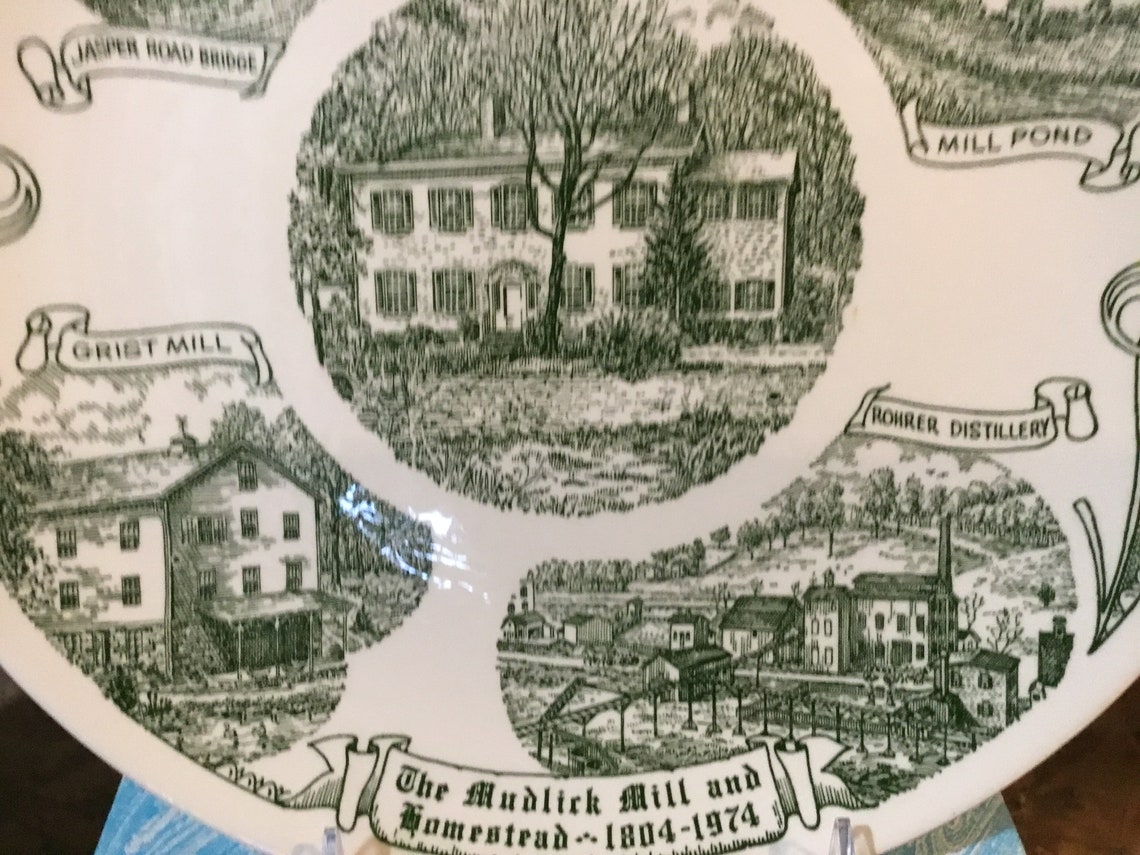 JASPER ROAD BRIDGE
MILL POND
GRIST MILL
ROHRER DISTILLERY
The Mudlick Mill and
Homestead ~ 1804-1974